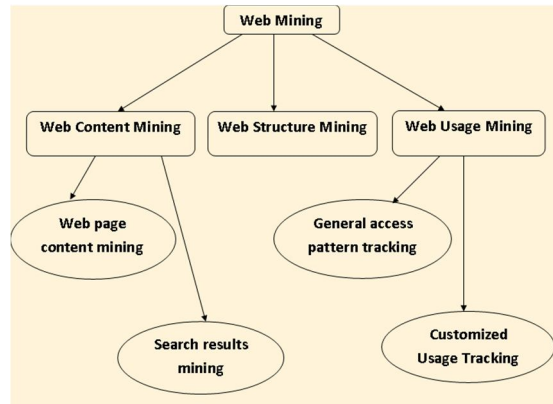 Web Mining
Web Content Mining
Web Structure Mining
Web Usage Mining
Web page
content mining
General access
pattern tracking
Search results
mining
Customized
Usage Tracking